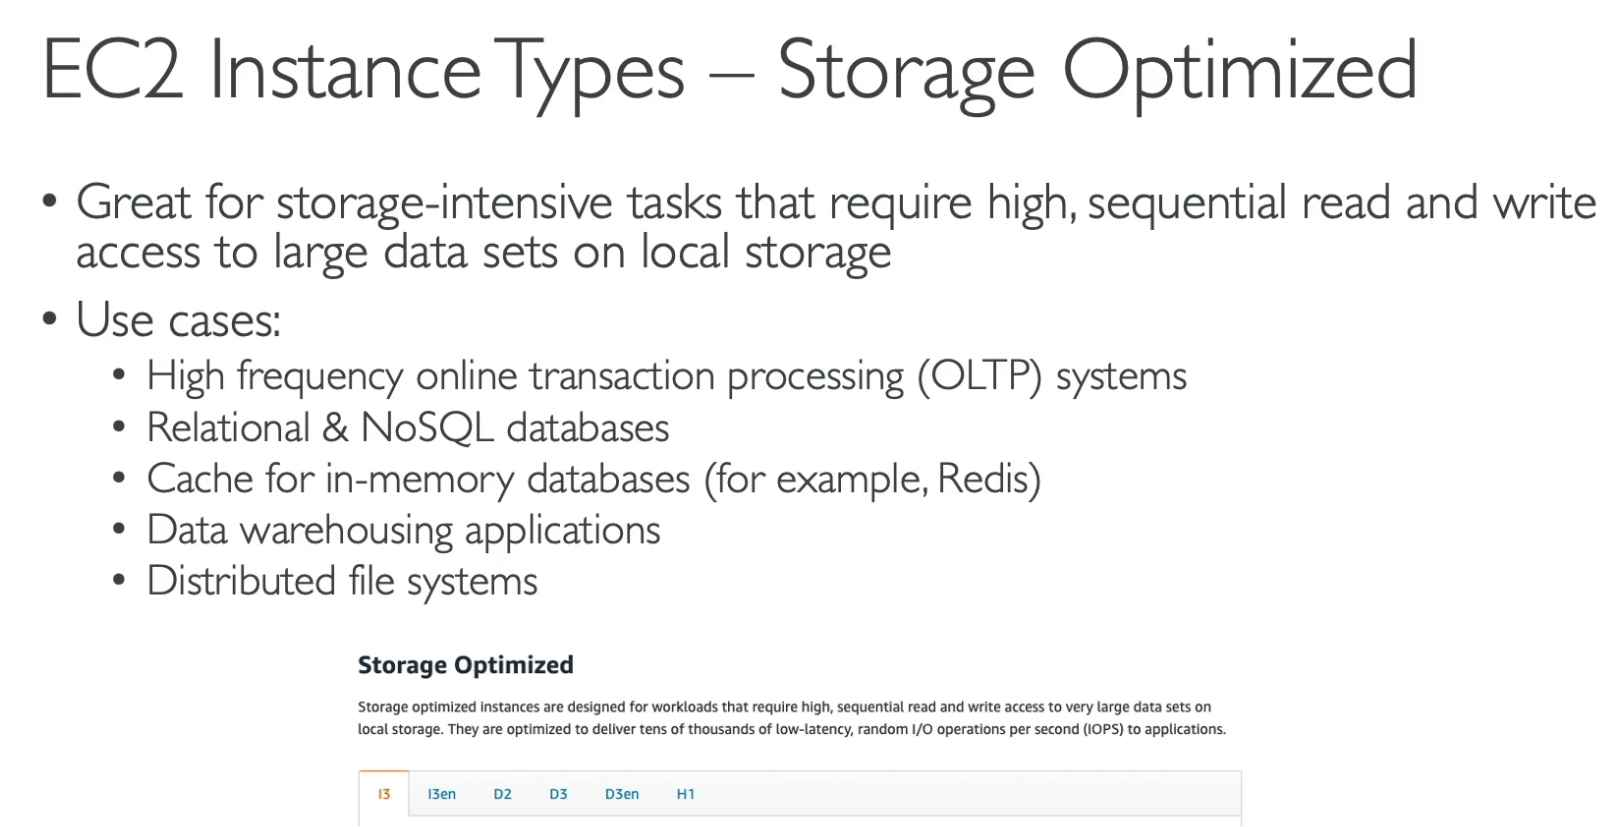 EC2 Instance Types – Storage Optimized
• Great for storage-intensive tasks that require high, sequential read and write
access to large data sets on local storage
• Use cases:
• High frequency online transaction processing (OLTP) systems
• Relational & NoSQL databases
• Cache for in-memory databases (for example, Redis)
• Data warehousing applications
• Distributed file systems
Storage Optimized
Storage optimized instances are designed for workloads that require high, sequential read and write access to very large data sets on
local storage. They are optimized to deliver tens of thousands of low-latency, random I/O operations per second (IOPS) to applications.
I3 I3en D2 D3 D3en H1